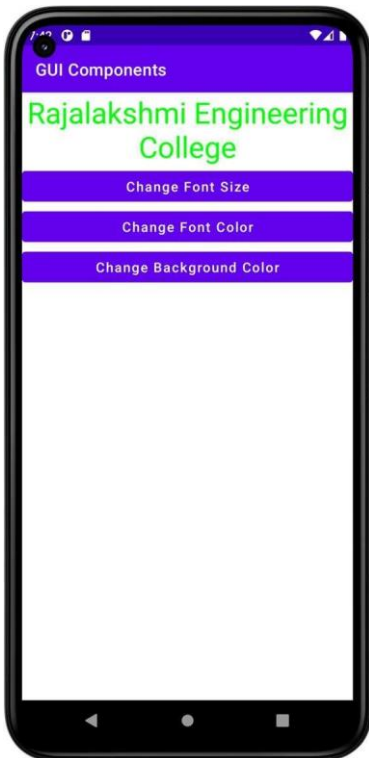 GUI Components
Rajalakshmi Engineering
College
Change Font Size
Change Font Color
Change Background Color